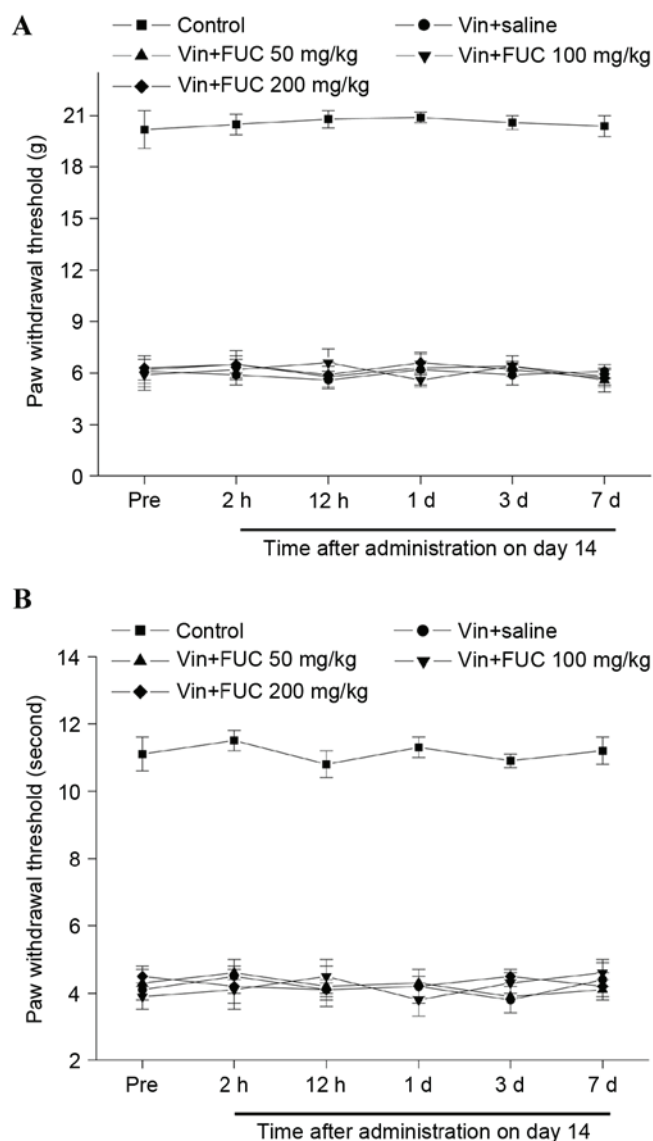 A
Control
Vin+saline
Vin+FUC 50 mg/kg
Vin+FUC 100 mg/kg
Vin+FUC 200 mg/kg
Paw withdrawal threshold (g)
21
18
15
12
9
6
3
0
Pre 2 h 12 h 1 d 3 d 7 d
Time after administration on day 14
B
Control
Vin+saline
Vin+FUC 50 mg/kg
Vin+FUC 100 mg/kg
Vin+FUC 200 mg/kg
Paw withdrawal threshold (second)
14
12
10
8
6
4
2
Pre 2 h 12 h 1 d 3 d 7 d
Time after administration on day 14